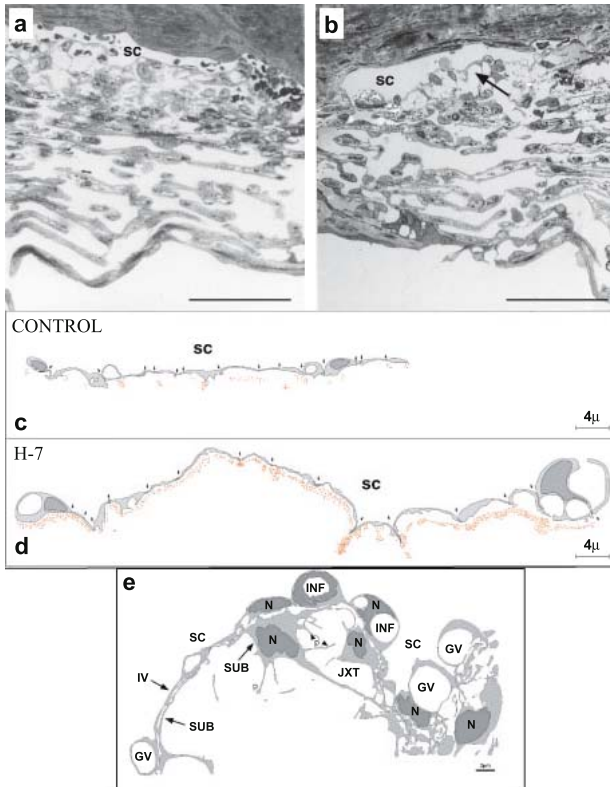 a
SC
b
SC
CONTROL
SC
c
4μ
H-7
SC
d
4μ
e
INF
N
N
INF
SC
N
N
SC
GV
SUB
JXT
IV
GV
N
SUB
N
GV